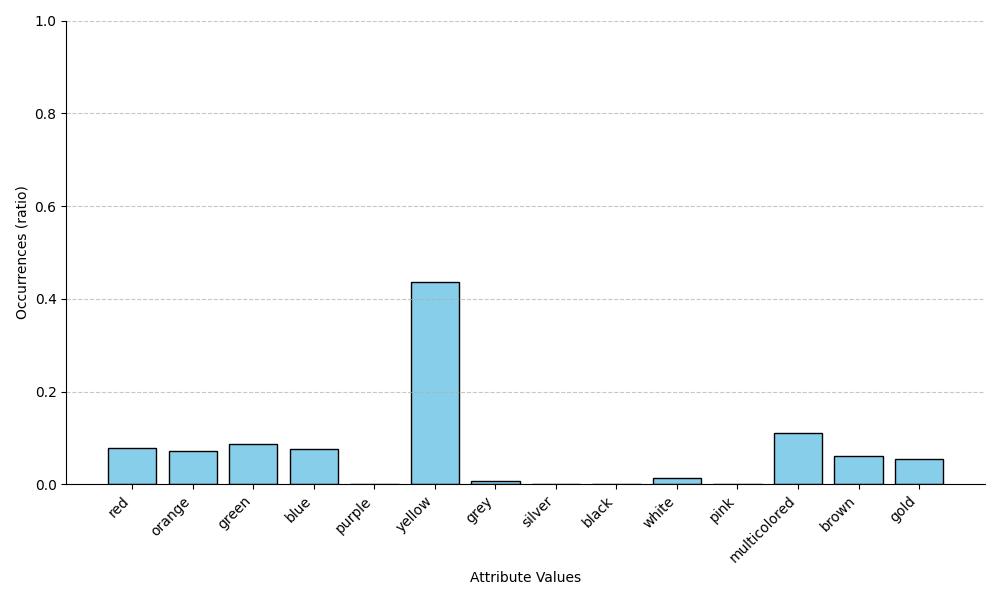 1.0
0.8
0.6
0.4
0.2
0.0
Occurrences (ratio)
red
orange
green
blue
purple
yellow
grey
silver
black
white
pink
multicolored
brown
gold
Attribute Values